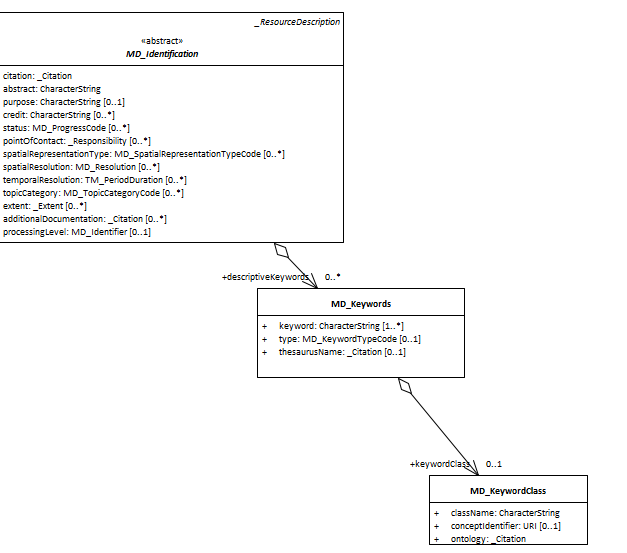 _ResourceDescription
«abstract»
MD_Identification
citation: _Citation
abstract: CharacterString
purpose: CharacterString [0..1]
credit: CharacterString [0..*]
status: MD_ProgressCode [0..*]
pointOfContact: _Responsibility [0..*]
spatialRepresentationType: MD_SpatialRepresentationTypeCode [0..*]
spatialResolution: MD_Resolution [0..*]
temporalResolution: TM_PeriodDuration [0..*]
topicCategory: MD_TopicCategoryCode [0..*]
extent: _Extent [0..*]
additionalDocumentation: _Citation [0..*]
processingLevel: MD_Identifier [0..1]
+descriptiveKeywords 0..*
MD_Keywords
+ keyword: CharacterString [1..*]
+ type: MD_KeywordTypeCode [0..1]
+ thesaurusName: _Citation [0..1]
+keywordClass 0..1
MD_KeywordClass
+ className: CharacterString
+ conceptIdentifier: URI [0..1]
+ ontology: _Citation